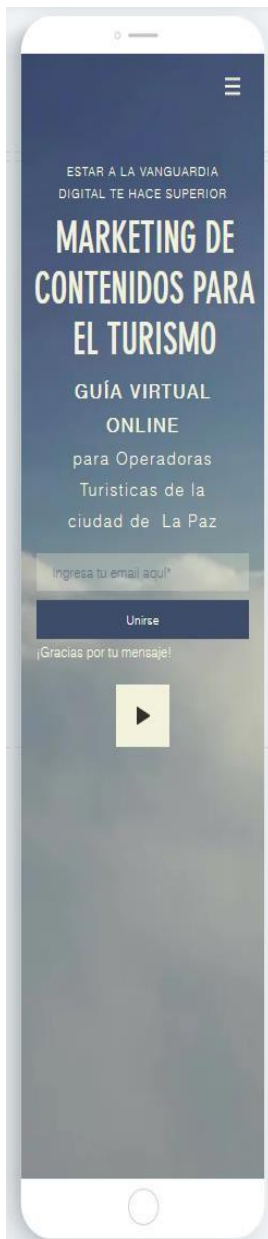 ESTAR A LA VANGUARDIA
DIGITAL TE HACE SUPERIOR
MARKETING DE
CONTENIDOS PARA
EL TURISMO
GUÍA VIRTUAL
ONLINE
para Operadoras
Turisticas de la
ciudad de La Paz
Ingresa tu email aquí*
Unirse
¡Gracias por tu mensaje!